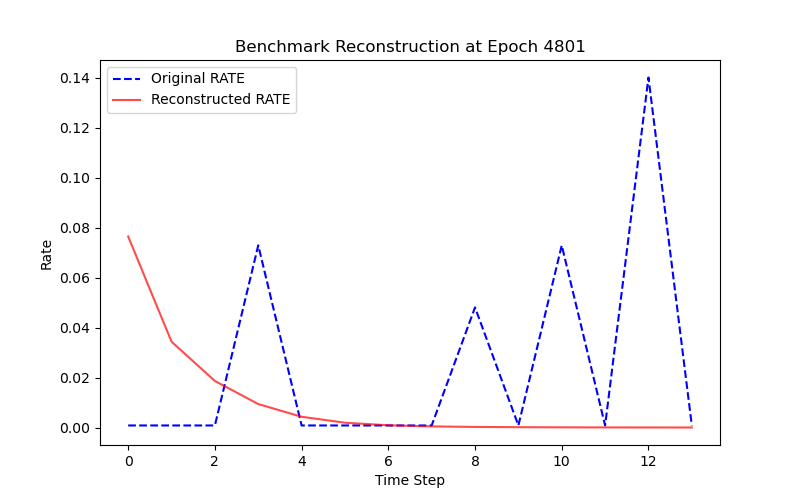 Benchmark Reconstruction at Epoch 4801
Original RATE
Reconstructed RATE
0.14
0.12
0.10
0.08
0.06
0.04
0.02
0.00
Rate
0 2 4 6 8 10 12
Time Step